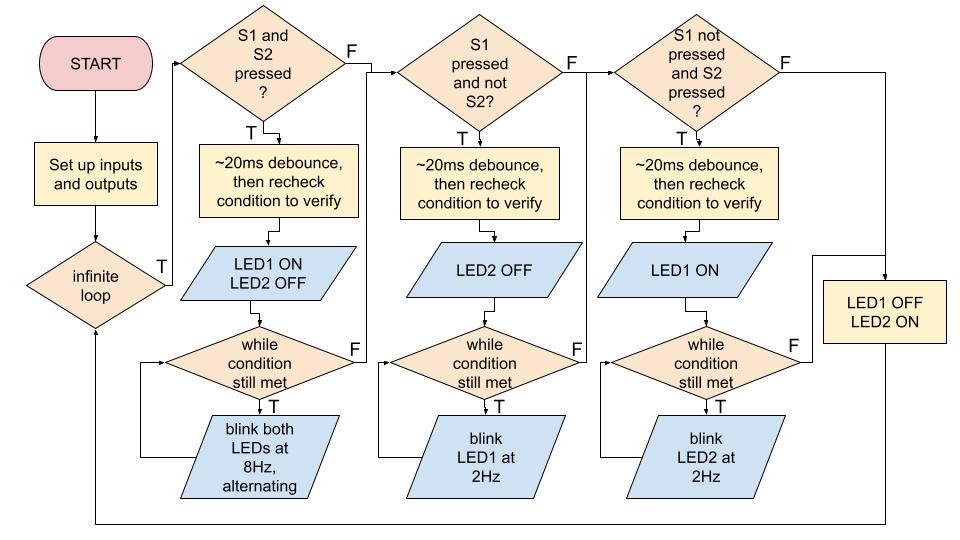 START
Set up inputs
and outputs
infinite
loop
T
S1 and
S2
pressed
?
F
T
~20ms debounce,
then recheck
condition to verify
LED1 ON
LED2 OFF
while
condition
still met
F
T
blink both
LEDs at
8Hz,
alternating
S1
pressed
and not
S2?
F
T
~20ms debounce,
then recheck
condition to verify
LED2 OFF
while
condition
still met
F
T
blink
LED1 at
2Hz
S1 not
pressed
and S2
pressed
?
F
T
~20ms debounce,
then recheck
condition to verify
LED1 ON
while
condition
still met
F
T
blink
LED2 at
2Hz
LED1 OFF
LED2 ON